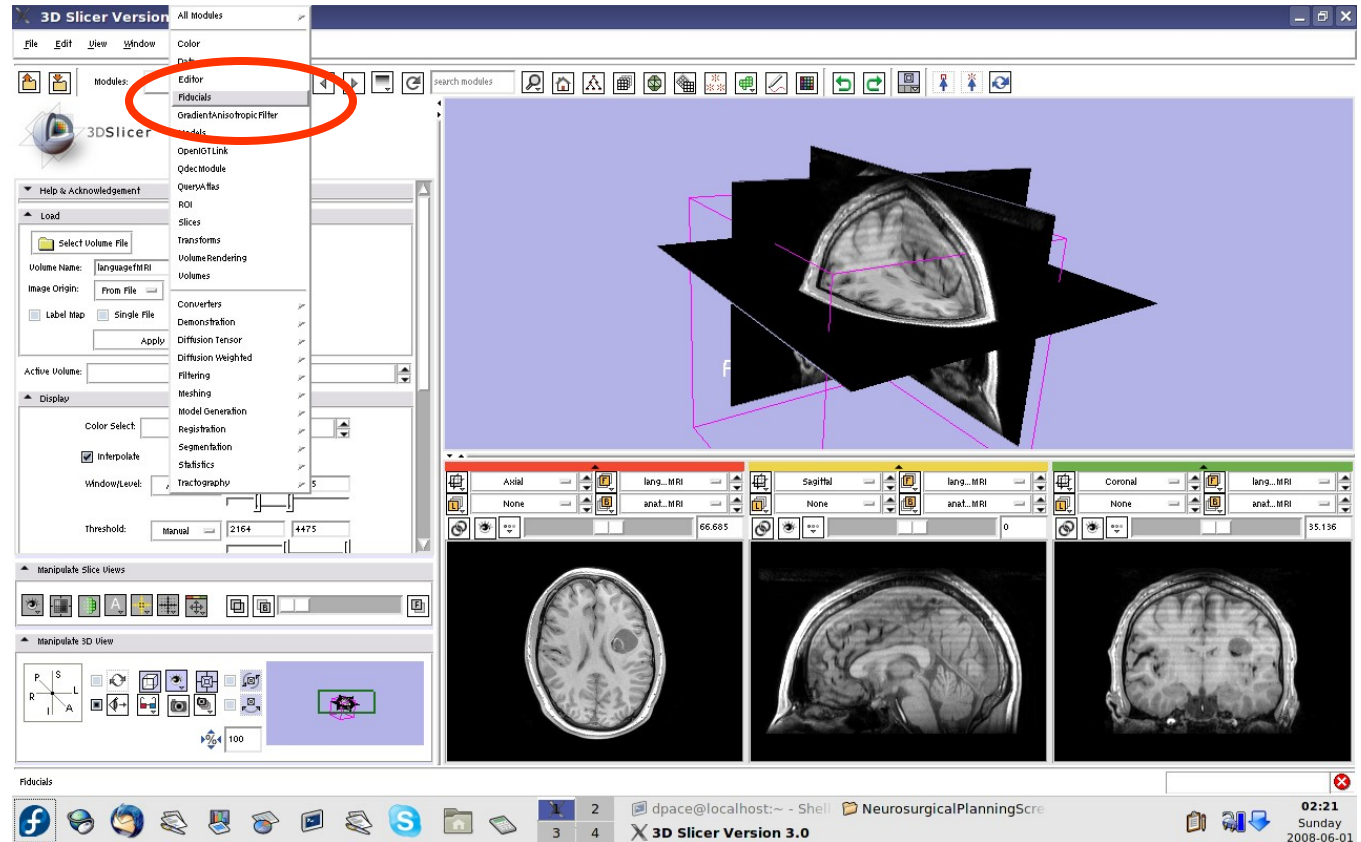 3D Slicer Version
File Edit View Window
Modules:
search modules
3DSlicer
All Modules
Color
Editor
Fiducials
GradientAnisotropicFilter
Models
OpenIGTLink
QdecModule
QueryAtlas
ROI
Slices
Transforms
VolumeRendering
Volumes
Converters
Demonstration
Diffusion Tensor
Diffusion Weighted
Filtering
Meshing
Model Generation
Registration
Segmentation
Statistics
Tractography
Help & Acknowledgement
Load
Select Volume File
Volume Name: languagefMRI
Image Origin: From File
Label Map Single File
Apply
Active Volume:
Display
Color Select:
Interpolate
Window/Level: 5
Threshold: Manual 2164 4475
Manipulate Slice Views
Manipulate 3D View
P S
R L
I A
100
Axial F lang...MRI
L None B anat...MRI
66.685
Sagittal F lang...MRI
L None B anat...MRI
0
Coronal F lang...MRI
L None B anat...MRI
35.136
Fiducials
1 2
3 4
dpace@localhost:~ - Shell
NeurosurgicalPlanningScre
3D Slicer Version 3.0
02:21
Sunday
2008-06-01